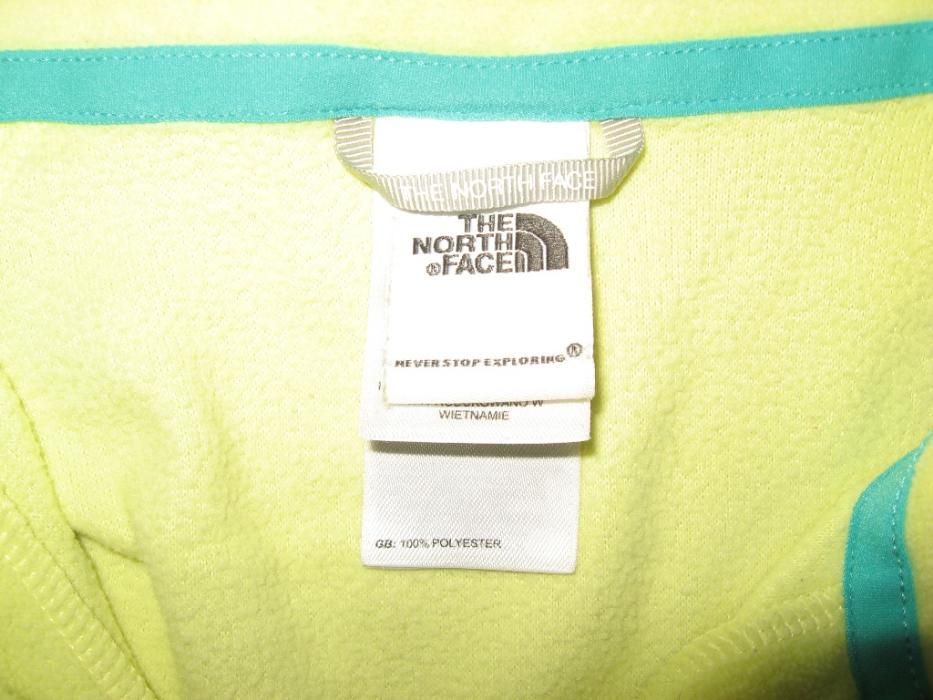 THE NORTH FACE
THE
NORTH
®FACE
NEVER STOP EXPLORING®
WIETNAMIE
GB: 100% POLYESTER